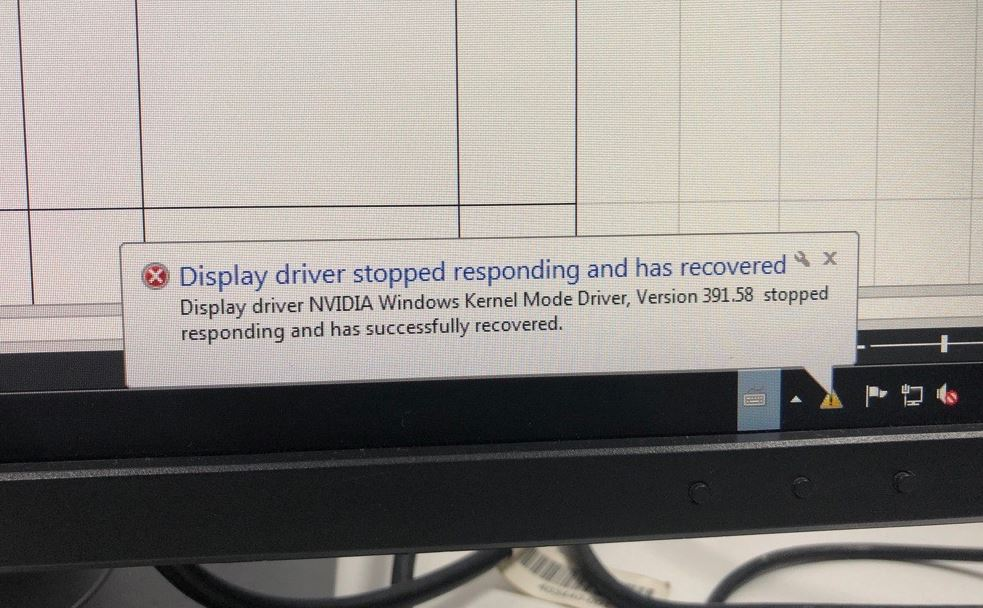 Display driver stopped responding and has recovered
Display driver NVIDIA Windows Kernel Mode Driver, Version 391.58 stopped
responding and has successfully recovered.